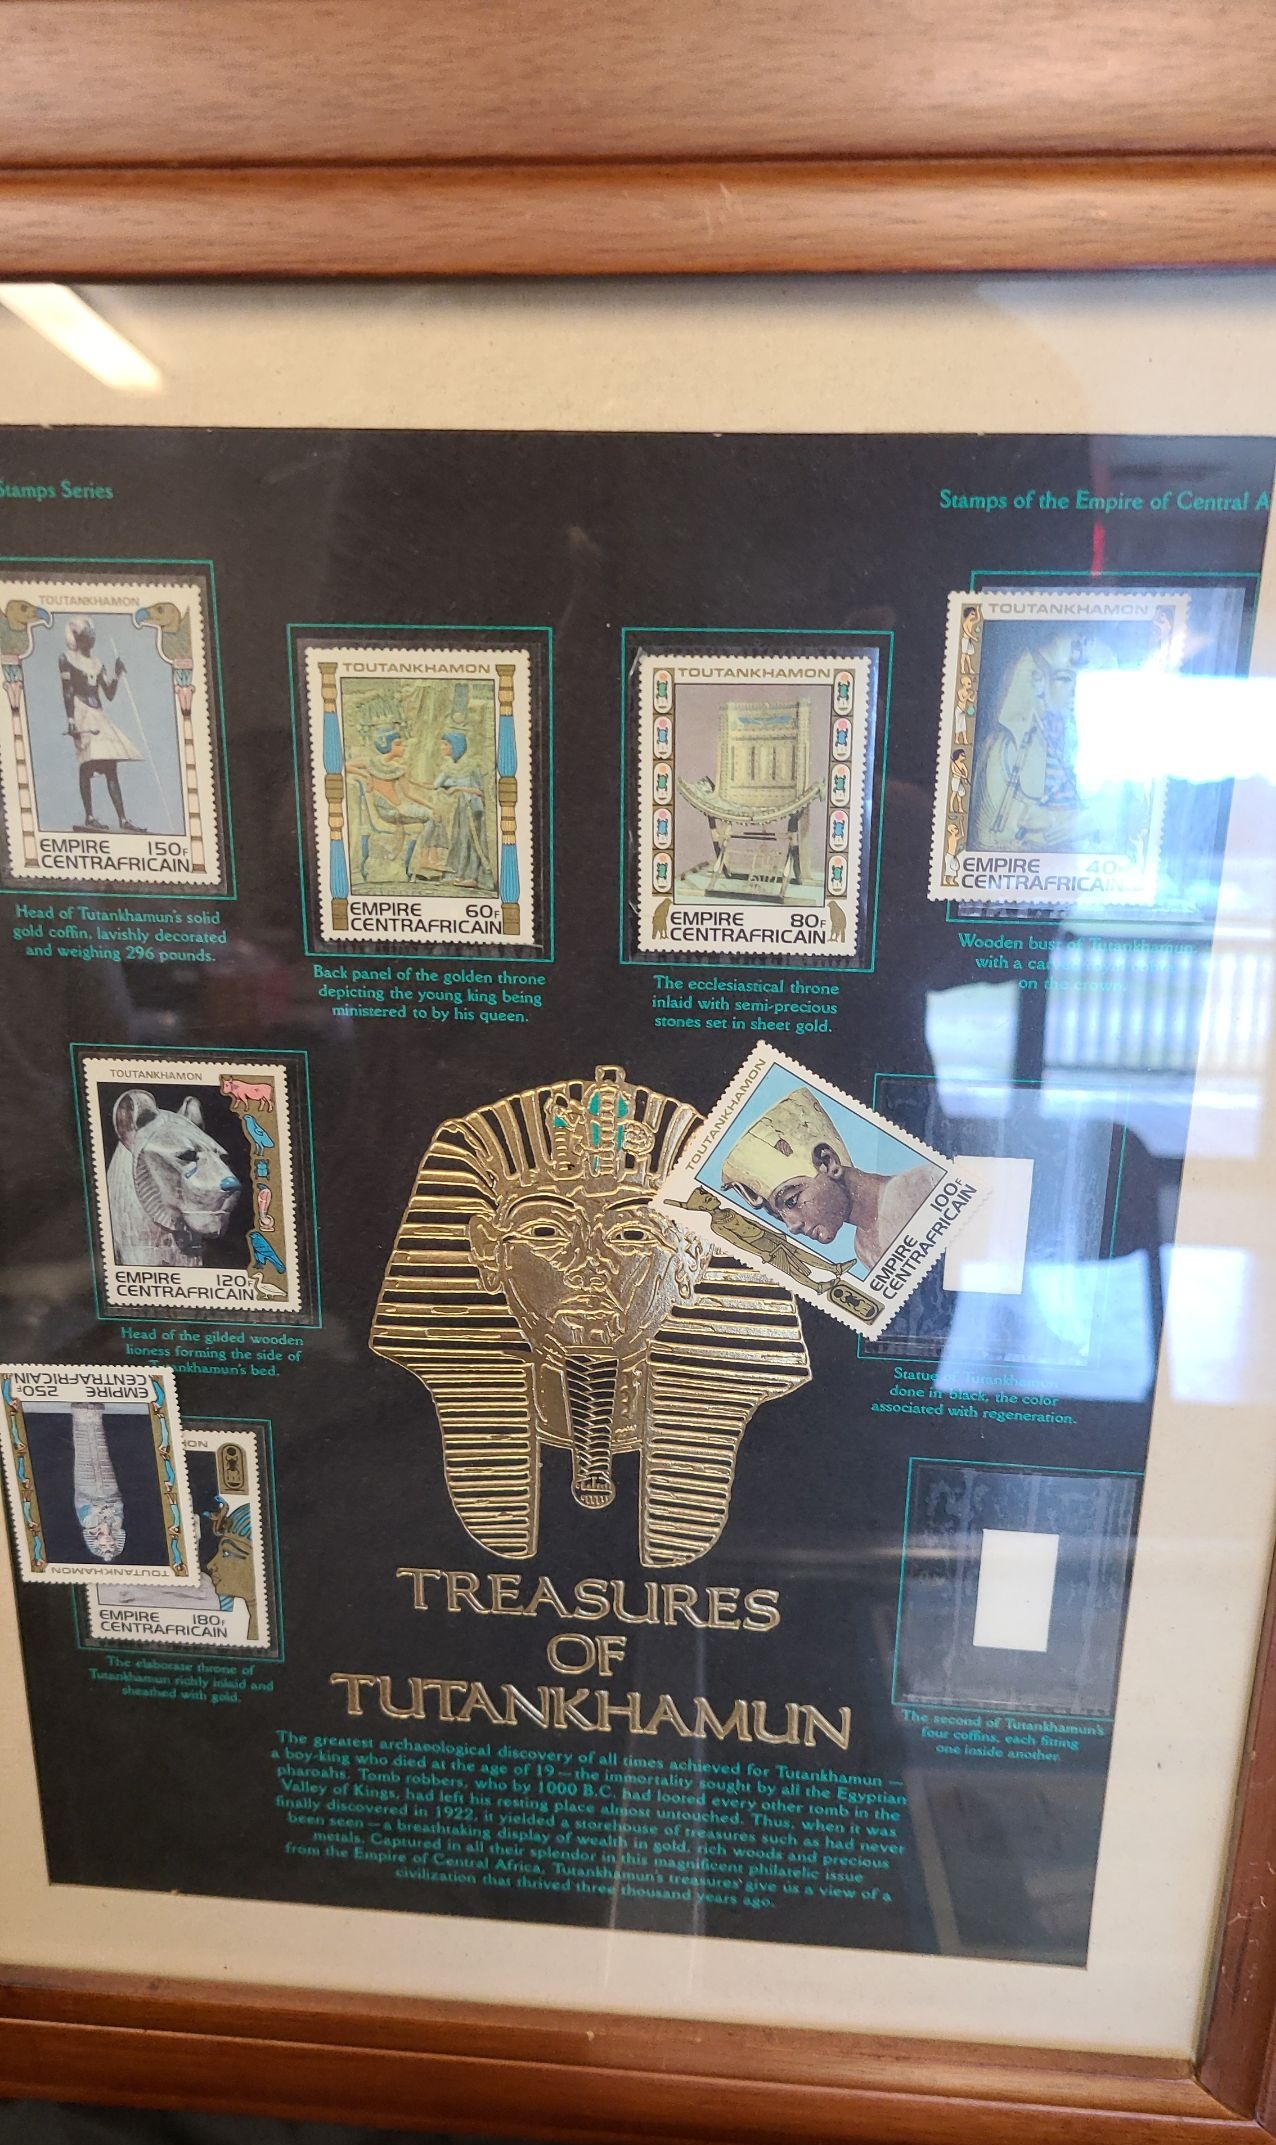 Stamps Series
Stamps of the Empire of Central A
TOUTANKHAMON
EMPIRE 150F
CENTRAFRICAIN
Head of Tutankhamun's solid
gold coffin, lavishly decorated
and weighing 296 pounds.
TOUTANKHAMON
EMPIRE 60F
CENTRAFRICAIN
Back panel of the golden throne
depicting the young king being
ministered to by his queen.
TOUTANKHAMON
EMPIRE 80F
CENTRAFRICAIN
The ecclesiastical throne
inlaid with semi-precious
stones set in sheet gold.
TOUTANKHAMON
EMPIRE 40F
CENTRAFRICAIN
Wooden bust of Tutankhamun,
with a carved
on the crown.
TOUTANKHAMON
EMPIRE 120F
CENTRAFRICAIN
Head of the gilded wooden
lioness forming the side of
Tutankhamun's bed.
TOUTANKHAMON
EMPIRE 100F
CENTRAFRICAIN
Statue of Tutankhamun
done in black, the color
associated with regeneration.
EMPIRE 250F
CENTRAFRICAIN
TOUTANKHAMON
MON
EMPIRE 180F
CENTRAFRICAIN
The elaborate throne of
Tutankhamun richly inlaid and
sheathed with gold.
The second of Tutankhamun's
four coffins, each fitting
one inside another.
TREASURES
OF
TUTANKHAMUN
The greatest archaeological discovery of all times achieved for Tutankhamun —
a boy-king who died at the age of 19 — the immortality sought by all the Egyptian
pharoahs. Tomb robbers, who by 1000 B.C. had looted every other tomb in the
Valley of Kings, had left his resting place almost untouched. Thus, when it was
finally discovered in 1922, it yielded a storehouse of treasures such as had never
been seen — a breathtaking display of wealth in gold, rich woods and precious
metals. Captured in all their splendor in this magnificent philatelic issue
from the Empire of Central Africa, Tutankhamun's treasures give us a view of a
civilization that thrived three thousand years ago.